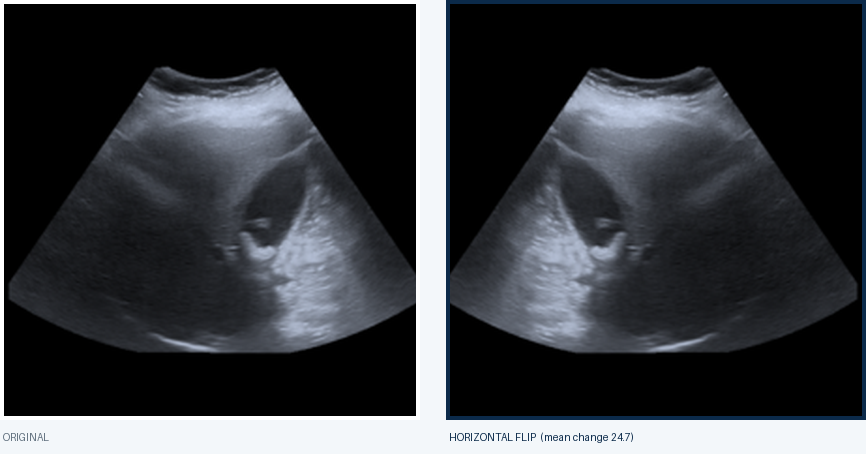 ORIGINAL
HORIZONTAL FLIP (mean change 24.7)